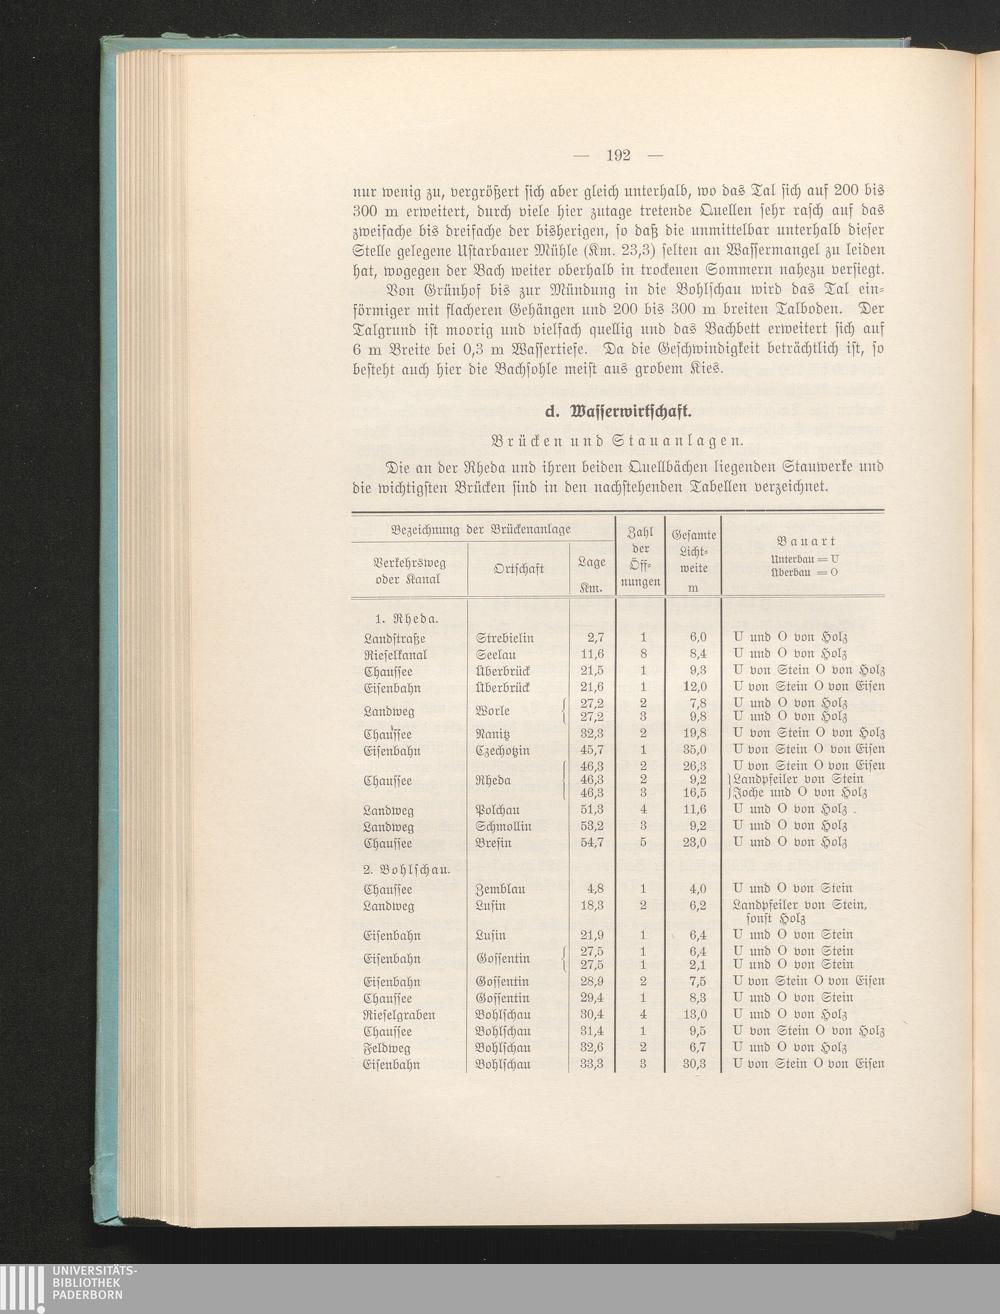 — 192 —
nur wenig zu, vergrößert sich aber gleich unterhalb, wo das Tal sich auf 200 bis
300 m erweitert, durch viele hier zutage tretende Quellen sehr rasch auf das
zweifache bis dreifache der bisherigen, so daß die unmittelbar unterhalb dieser
Stelle gelegene Ustarbauer Mühle (Km. 23,3) selten an Wassermangel zu leiden
hat, wogegen der Bach weiter oberhalb in trockenen Sommern nahezu versiegt.
Von Grünhof bis zur Mündung in die Bohlschau wird das Tal ein-
förmiger mit flacheren Gehängen und 200 bis 300 m breiten Talboden. Der
Talgrund ist moorig und vielfach quellig und das Bachbett erweitert sich auf
6 m Breite bei 0,3 m Wassertiefe. Da die Geschwindigkeit beträchtlich ist, so
besteht auch hier die Bachsohle meist aus grobem Kies.
d. Wasserwirtschaft.
Brücken und Stauanlagen.
Die an der Rheda und ihren beiden Quellbächen liegenden Stauwerke und
die wichtigsten Brücken sind in den nachstehenden Tabellen verzeichnet.
Bezeichnung der Brückenanlage
Verkehrsweg
oder Kanal
Ortschaft
Lage
Km.
Zahl
der
Öff-
nungen
Gesamte
Licht-
weite
m
Bauart
Unterbau = U
Überbau = O
1. Rheda.
Landstraße Strebielin 2,7 1 6,0 U und O von Holz
Rieselkanal Seelau 11,6 8 8,4 U und O von Holz
Chaussee Überbrück 21,5 1 9,3 U von Stein O von Holz
Eisenbahn Überbrück 21,6 1 12,0 U von Stein O von Eisen
Landweg Worle { 27,2 2 7,8 U und O von Holz
27,2 3 9,8 U und O von Holz
Chaussee Ranitz 32,3 2 19,8 U von Stein O von Holz
Eisenbahn Czechotzin 45,7 1 35,0 U von Stein O von Eisen
46,3 2 26,3 U von Stein O von Eisen
Chaussee Rheda { 46,3 2 9,2 } Landpfeiler von Stein
46,3 3 16,5 Joche und O von Holz
Landweg Polchau 51,3 4 11,6 U und O von Holz
Landweg Schmollin 53,2 3 9,2 U und O von Holz
Chaussee Bresin 54,7 5 23,0 U und O von Holz
2. Bohlschau.
Chaussee Zemblau 4,8 1 4,0 U und O von Stein
Landweg Lusin 18,3 2 6,2 Landpfeiler von Stein,
sonst Holz
Eisenbahn Lusin 21,9 1 6,4 U und O von Stein
Eisenbahn Gossentin { 27,5 1 6,4 U und O von Stein
27,5 1 2,1 U und O von Stein
Eisenbahn Gossentin 28,9 2 7,5 U von Stein O von Eisen
Chaussee Gossentin 29,4 1 8,3 U und O von Stein
Rieselgraben Bohlschau 30,4 4 13,0 U und O von Holz
Chaussee Bohlschau 31,4 1 9,5 U von Stein O von Holz
Feldweg Bohlschau 32,6 2 6,7 U und O von Holz
Eisenbahn Bohlschau 33,3 3 30,3 U von Stein O von Eisen
UNIVERSITÄTS-
BIBLIOTHEK
PADERBORN